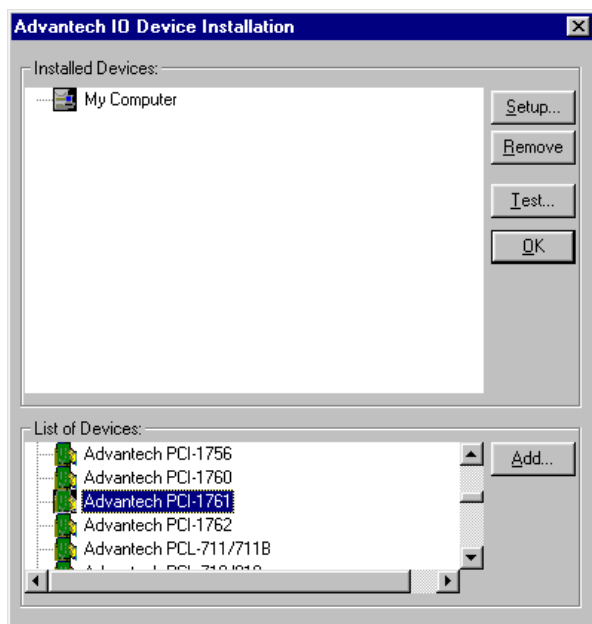 Advantech IO Device Installation
Installed Devices:
My Computer
Setup...
Remove
Test...
OK
List of Devices:
Advantech PCI-1756
Advantech PCI-1760
Advantech PCI-1761
Advantech PCI-1762
Advantech PCL-711/711B
Add...